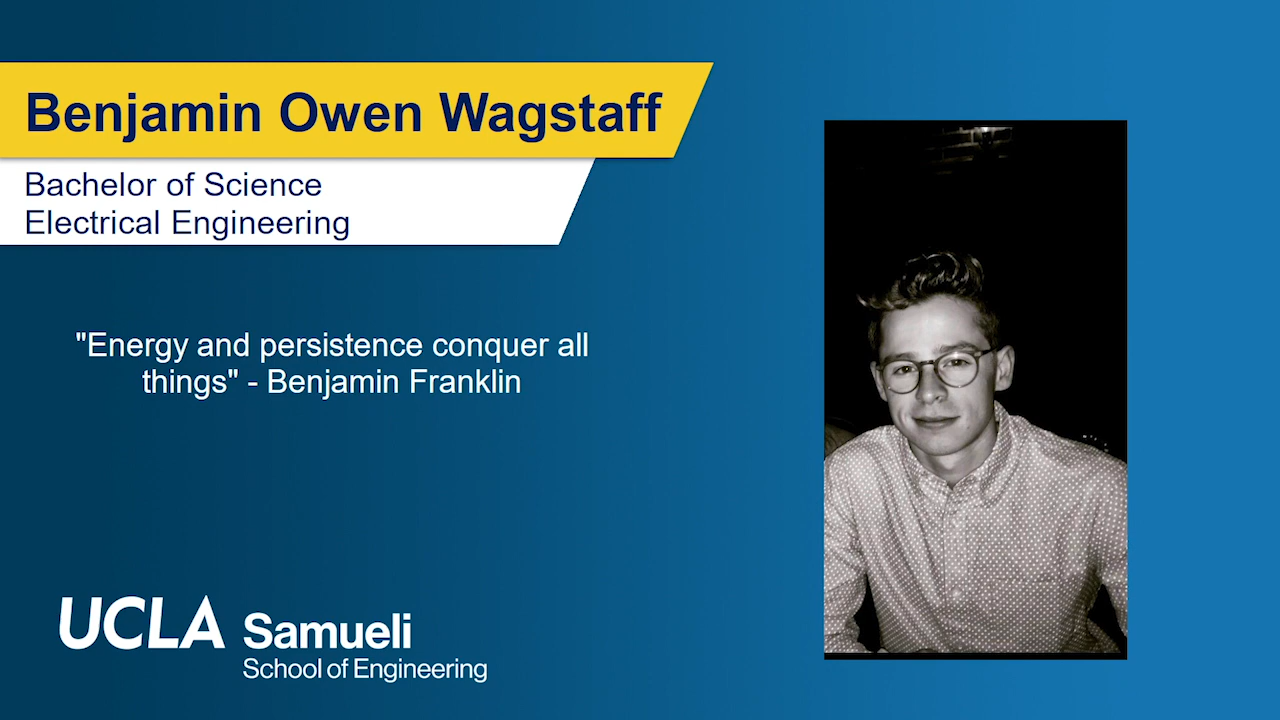 Benjamin Owen Wagstaff
Bachelor of Science
Electrical Engineering
"Energy and persistence conquer all
things" - Benjamin Franklin
UCLA Samueli
School of Engineering